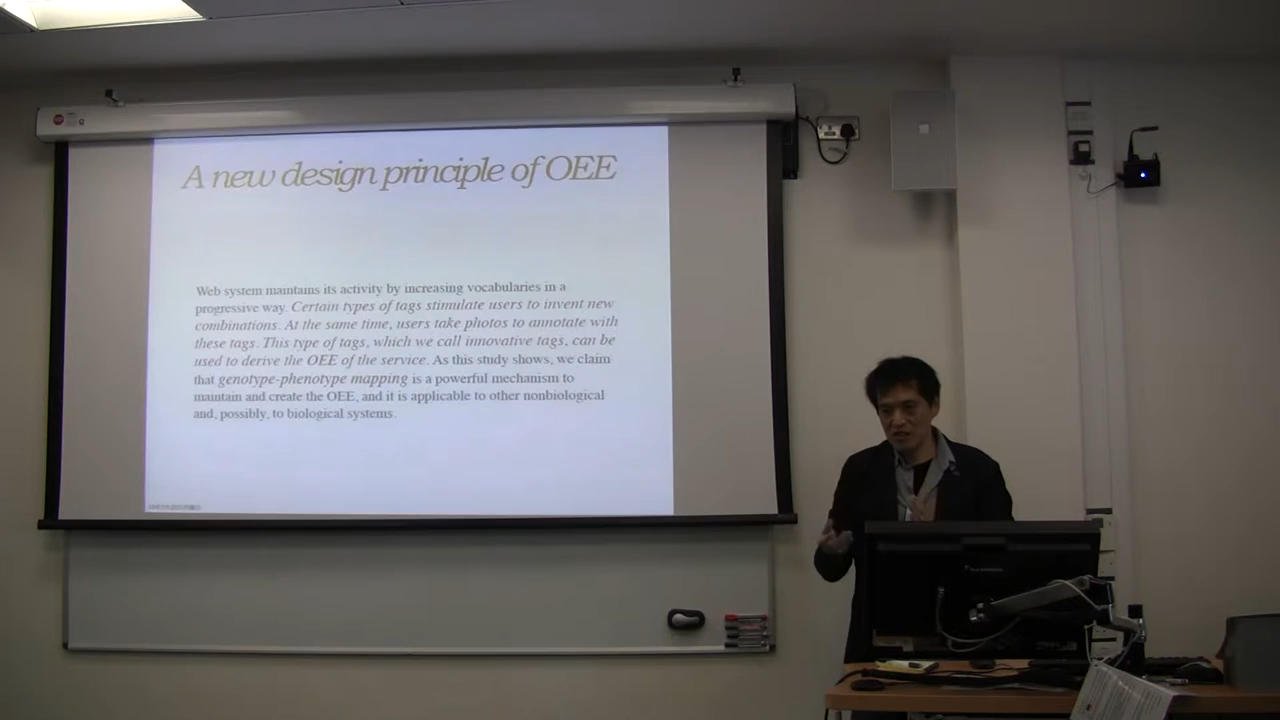 A new design principle of OEE
Web system maintains its activity by increasing vocabularies in a
progressive way. Certain types of tags stimulate users to invent new
combinations. At the same time, users take photos to annotate with
these tags. This type of tags, which we call innovative tags, can be
used to derive the OEE of the service. As this study shows, we claim
that genotype-phenotype mapping is a powerful mechanism to
maintain and create the OEE, and it is applicable to other nonbiological
and, possibly, to biological systems.